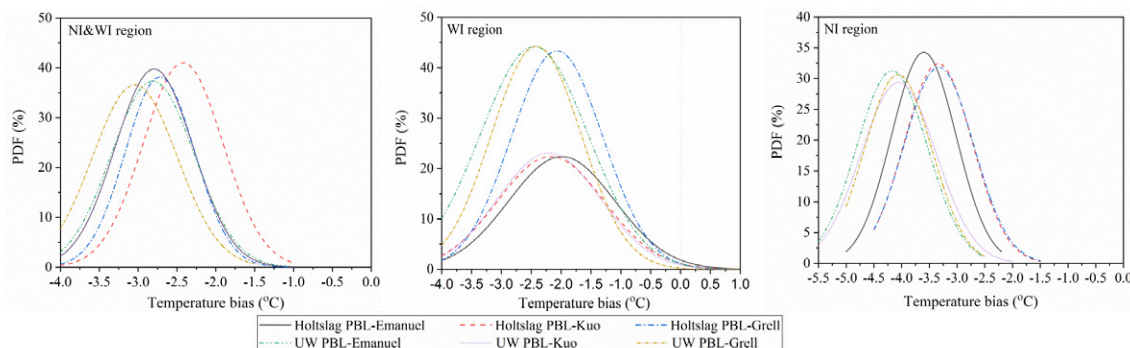 NI&WI region
50
40
30
20
10
0
PDF (%)
-4.0 -3.5 -3.0 -2.5 -2.0 -1.5 -1.0 -0.5 0.0
Temperature bias (°C)
WI region
50
40
30
20
10
0
PDF (%)
-4.0 -3.5 -3.0 -2.5 -2.0 -1.5 -1.0 -0.5 0.0 0.5 1.0
Temperature bias (°C)
NI region
40
35
30
25
20
15
10
5
0
PDF (%)
-5.5 -5.0 -4.5 -4.0 -3.5 -3.0 -2.5 -2.0 -1.5 -1.0 -0.5 0.0
Temperature bias (°C)
Holtslag PBL-Emanuel Holtslag PBL-Kuo Holtslag PBL-Grell
UW PBL-Emanuel UW PBL-Kuo UW PBL-Grell